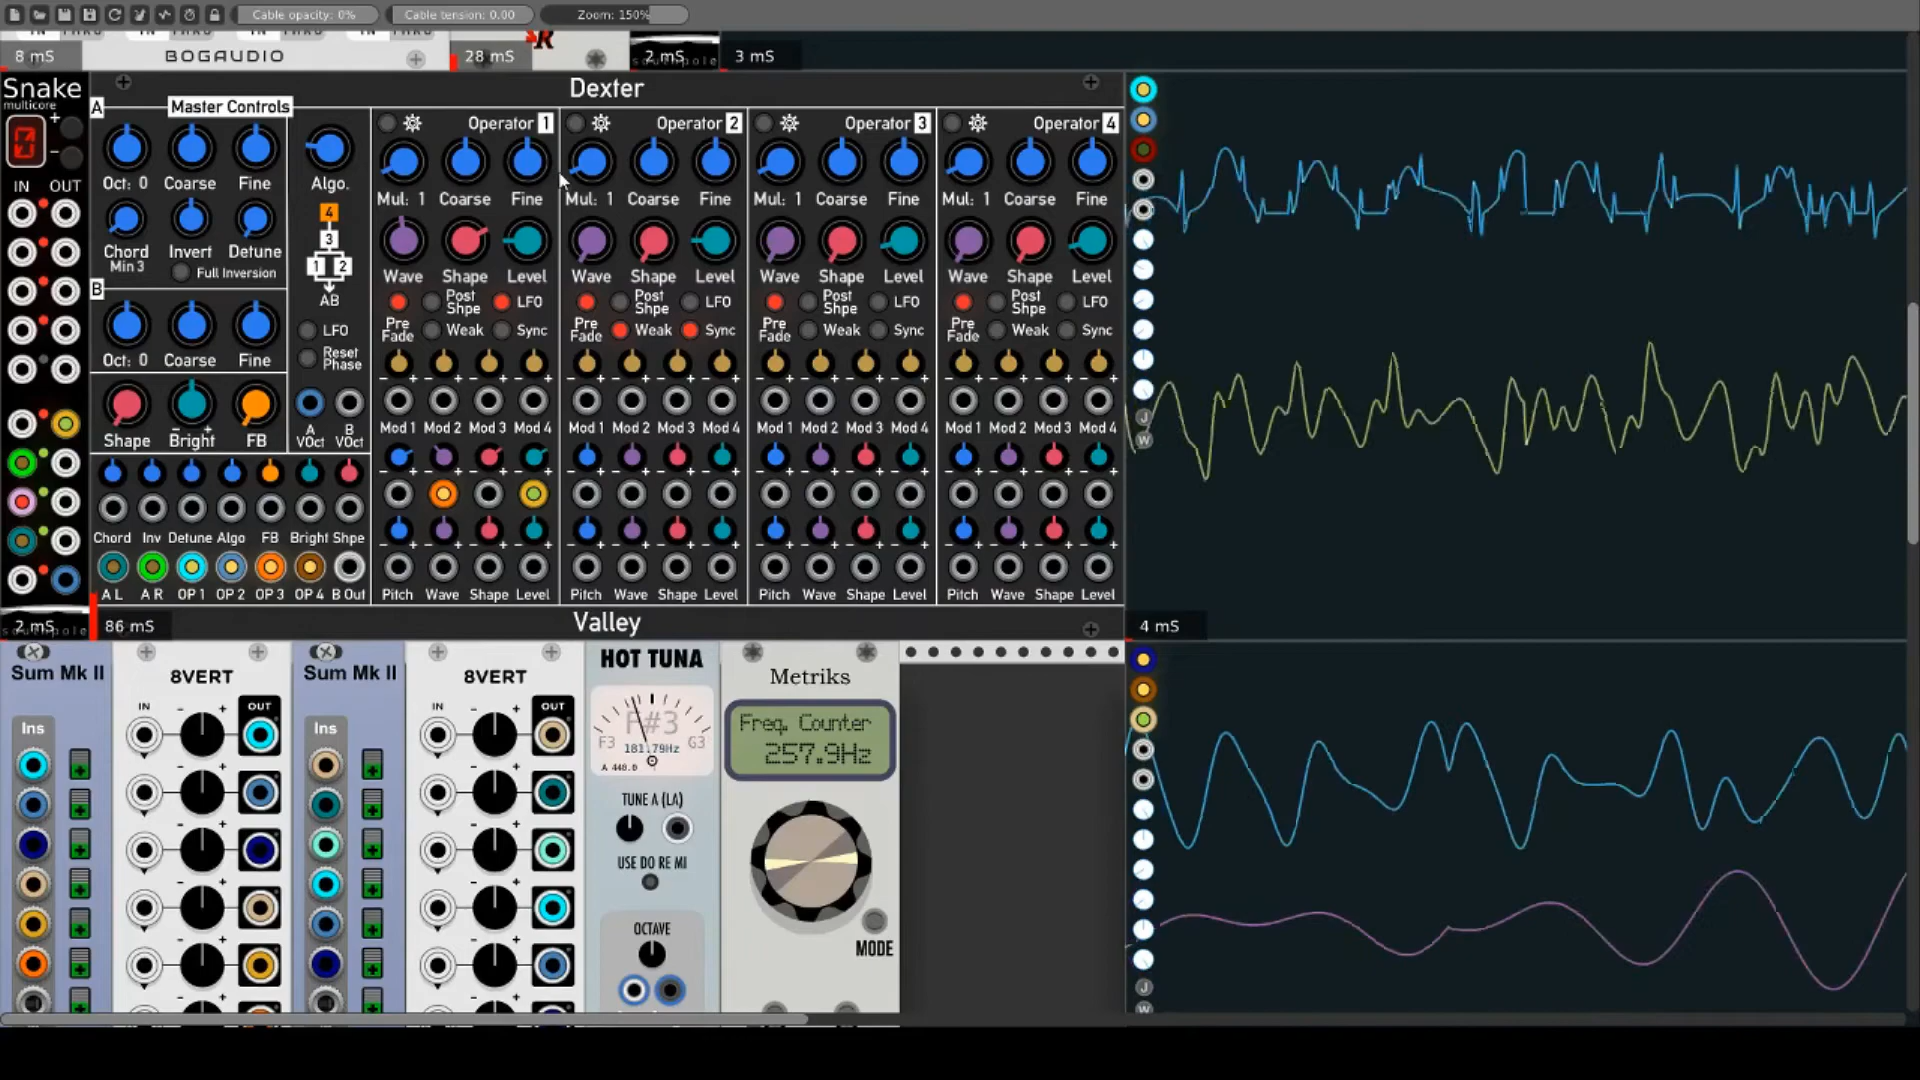 Cable opacity: 0%
Cable tension: 0.00
Zoom: 150%
8 mS
BOGAUDIO
28 mS
2 mS
southpole
3 mS
Snake
multicore
+
-
IN OUT
Dexter
A
Master Controls
Oct: 0 Coarse Fine
Chord Invert Detune
Min 3
Full Inversion
B
Oct: 0 Coarse Fine
Shape Bright FB
Algo.
4
3
1 2
AB
LFO
Reset Phase
A VOct
B VOct
Chord Inv Detune Algo FB Bright Shpe
A L A R OP 1 OP 2 OP 3 OP 4 B Out
Operator 1
Mul: 1 Coarse Fine
Wave Shape Level
Post Shpe LFO
Pre Fade Weak Sync
Mod 1 Mod 2 Mod 3 Mod 4
Pitch Wave Shape Level
Operator 2
Mul: 1 Coarse Fine
Wave Shape Level
Post Shpe LFO
Pre Fade Weak Sync
Mod 1 Mod 2 Mod 3 Mod 4
Pitch Wave Shape Level
Operator 3
Mul: 1 Coarse Fine
Wave Shape Level
Post Shpe LFO
Pre Fade Weak Sync
Mod 1 Mod 2 Mod 3 Mod 4
Pitch Wave Shape Level
Operator 4
Mul: 1 Coarse Fine
Wave Shape Level
Post Shpe LFO
Pre Fade Weak Sync
Mod 1 Mod 2 Mod 3 Mod 4
Pitch Wave Shape Level
J
W
2 mS
southpole
86 mS
Valley
4 mS
Sum Mk II
Ins
8VERT
IN
OUT
Sum Mk II
Ins
8VERT
IN
OUT
HOT TUNA
F#3
F3 181.79Hz G3
A 440.0
TUNE A (LA)
USE DO RE MI
OCTAVE
Metriks
Freq. Counter
257.9Hz
MODE
J
W